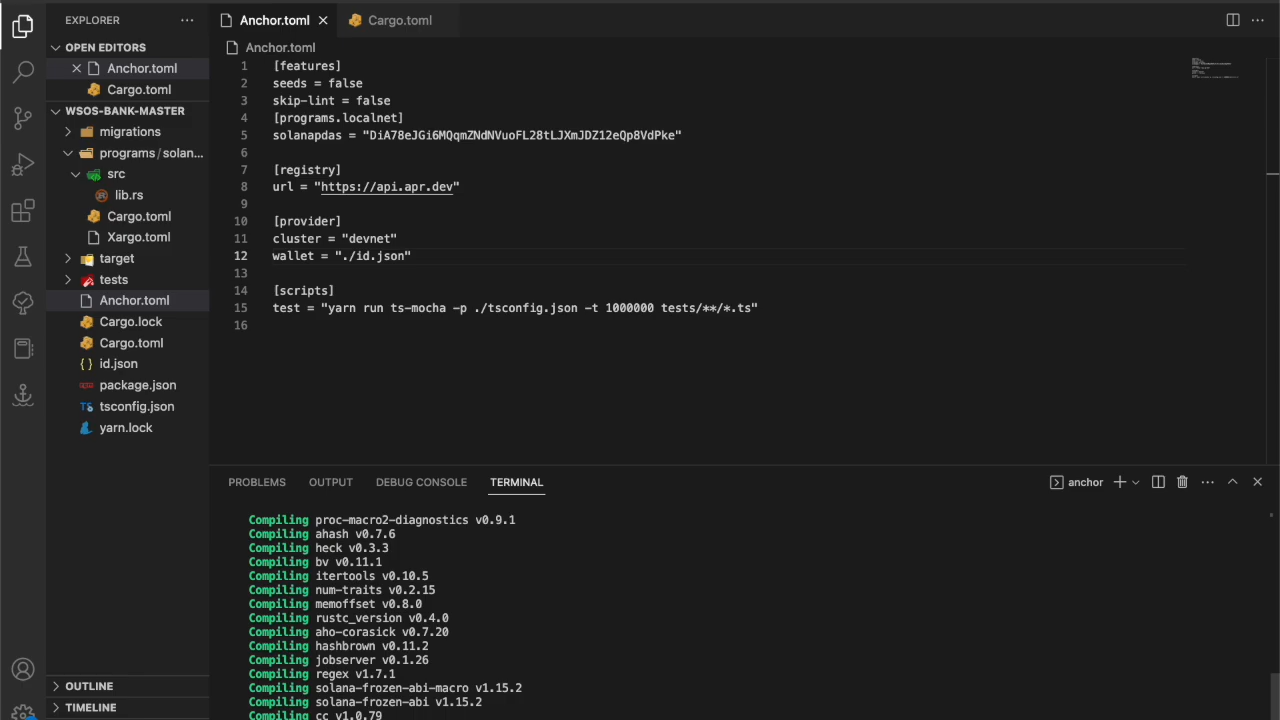 EXPLORER
OPEN EDITORS
Anchor.toml
Cargo.toml
WSOS-BANK-MASTER
migrations
programs/solan...
src
lib.rs
Cargo.toml
Xargo.toml
target
tests
Anchor.toml
Cargo.lock
Cargo.toml
id.json
package.json
tsconfig.json
yarn.lock
OUTLINE
TIMELINE
Anchor.toml Cargo.toml
Anchor.toml
1 [features]
2 seeds = false
3 skip-lint = false
4 [programs.localnet]
5 solanapdas = "DiA78eJGi6MQqmZNdNVuoFL28tLJXmJDZ12eQp8VdPke"
6
7 [registry]
8 url = "https://api.apr.dev"
9
10 [provider]
11 cluster = "devnet"
12 wallet = "./id.json"
13
14 [scripts]
15 test = "yarn run ts-mocha -p ./tsconfig.json -t 1000000 tests/**/*.ts"
16
PROBLEMS OUTPUT DEBUG CONSOLE TERMINAL anchor
Compiling proc-macro2-diagnostics v0.9.1
Compiling ahash v0.7.6
Compiling heck v0.3.3
Compiling bv v0.11.1
Compiling itertools v0.10.5
Compiling num-traits v0.2.15
Compiling memoffset v0.8.0
Compiling rustc_version v0.4.0
Compiling aho-corasick v0.7.20
Compiling hashbrown v0.11.2
Compiling jobserver v0.1.26
Compiling regex v1.7.1
Compiling solana-frozen-abi-macro v1.15.2
Compiling solana-frozen-abi v1.15.2
Compiling cc v1.0.79